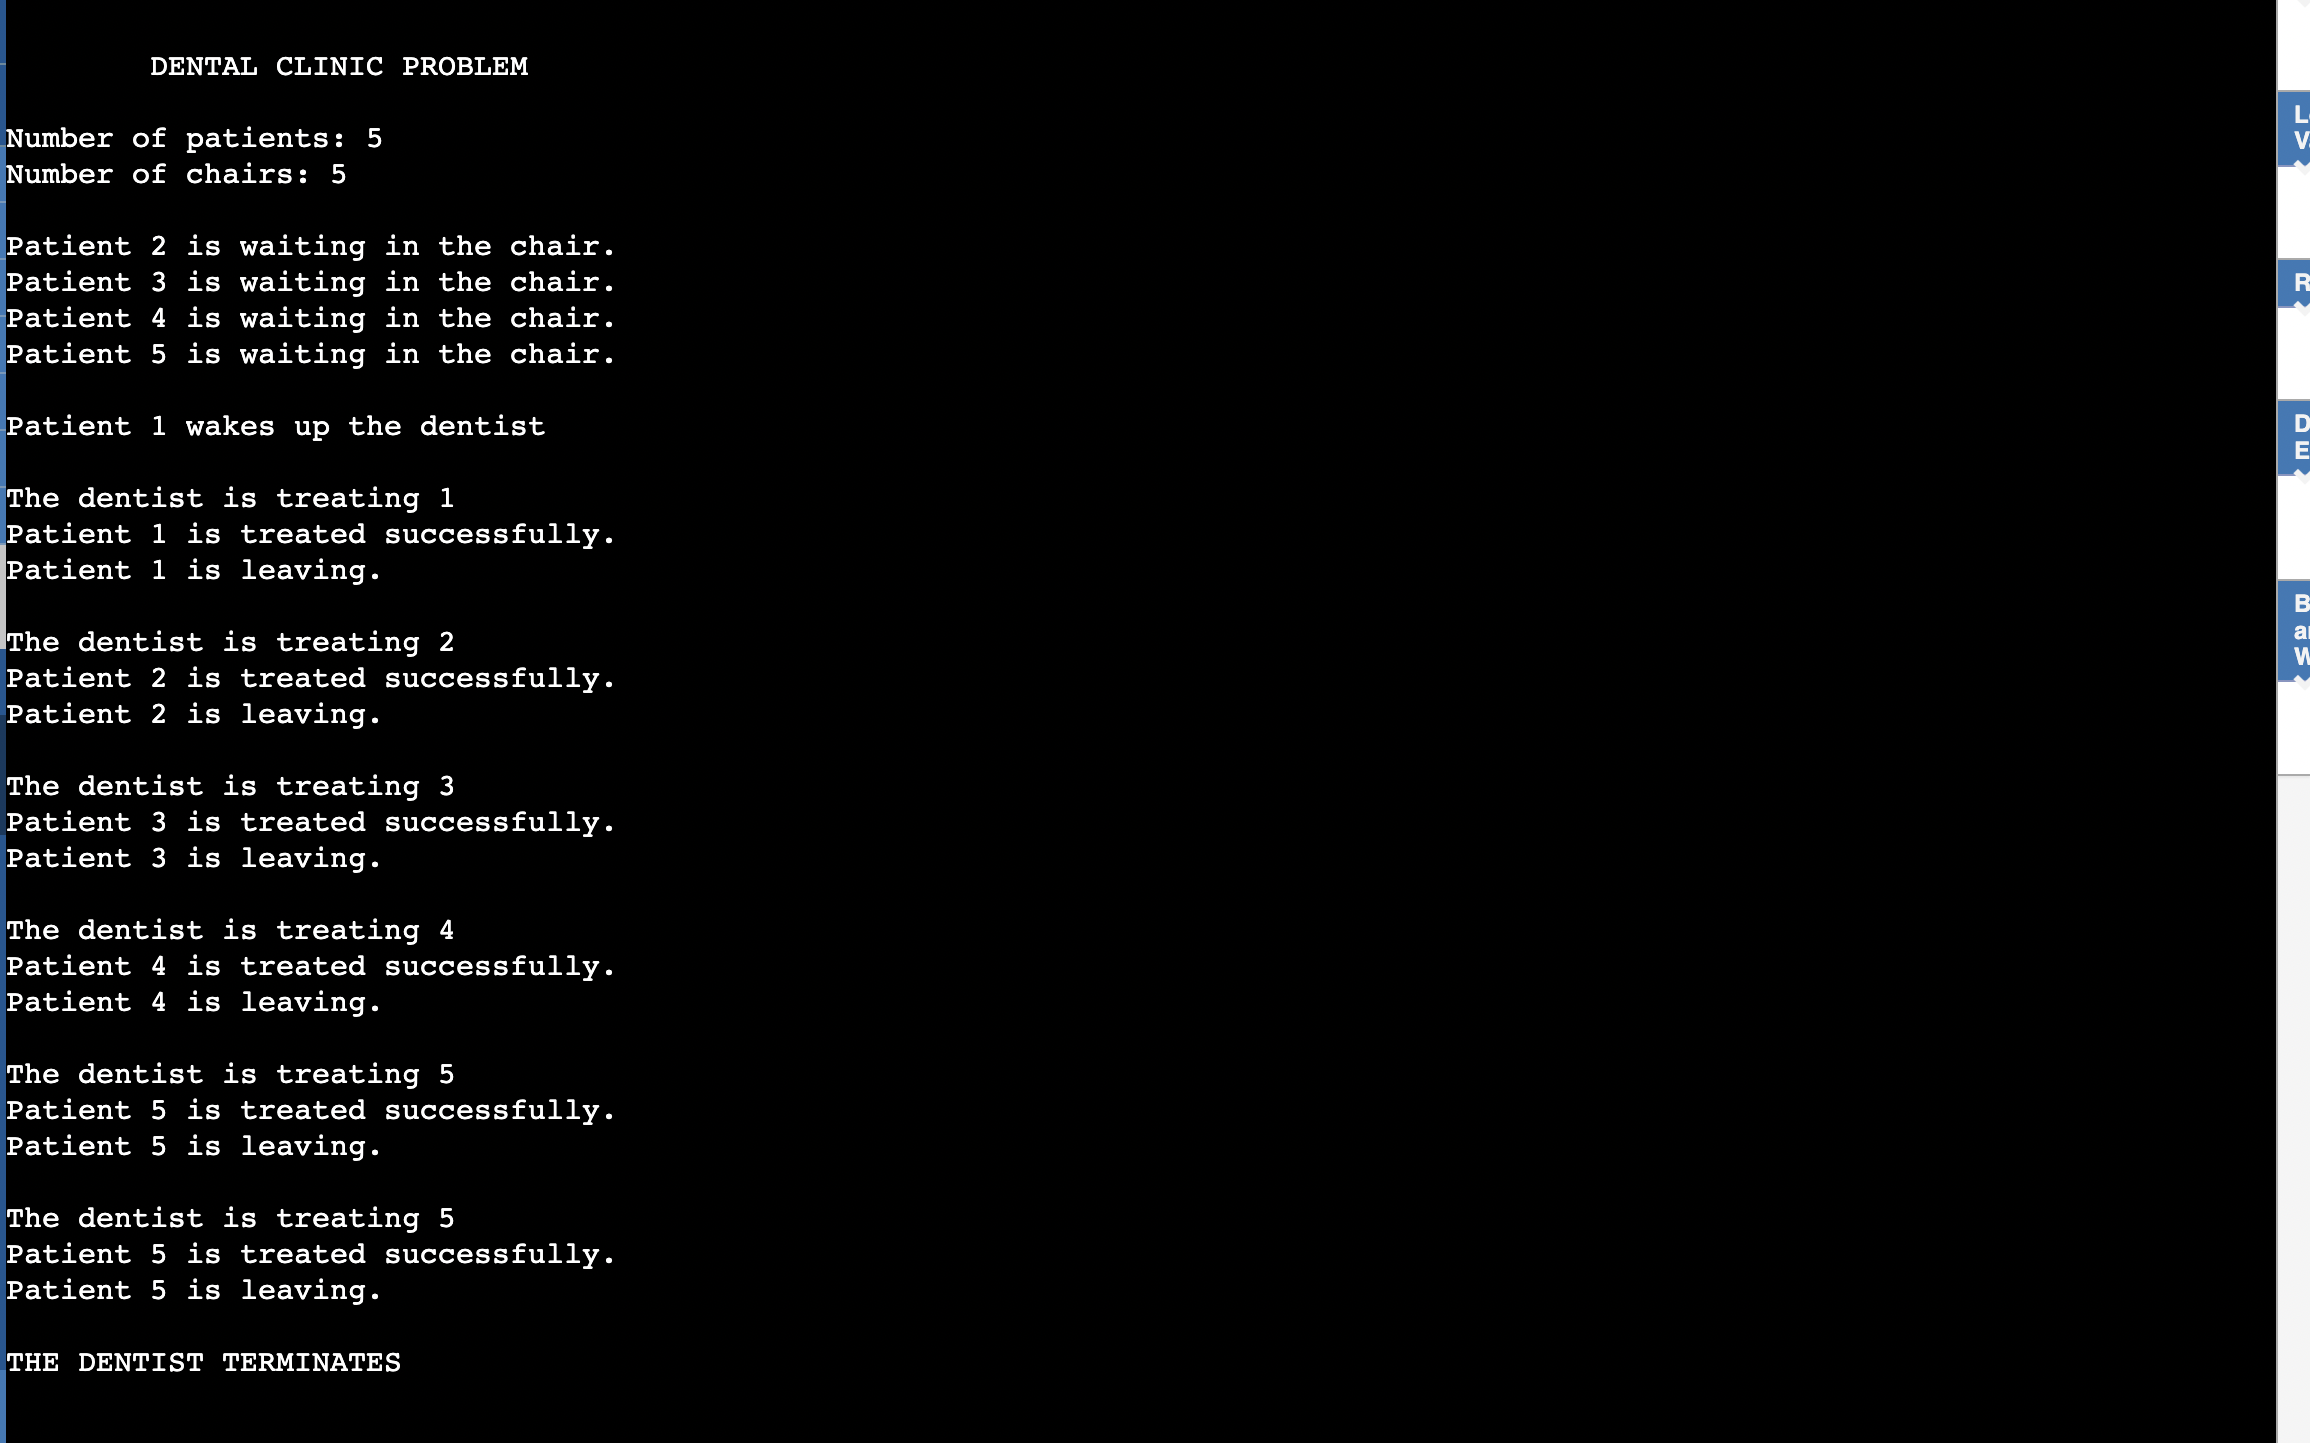 DENTAL CLINIC PROBLEM
Number of patients: 5
Number of chairs: 5
Patient 2 is waiting in the chair.
Patient 3 is waiting in the chair.
Patient 4 is waiting in the chair.
Patient 5 is waiting in the chair.
Patient 1 wakes up the dentist
The dentist is treating 1
Patient 1 is treated successfully.
Patient 1 is leaving.
The dentist is treating 2
Patient 2 is treated successfully.
Patient 2 is leaving.
The dentist is treating 3
Patient 3 is treated successfully.
Patient 3 is leaving.
The dentist is treating 4
Patient 4 is treated successfully.
Patient 4 is leaving.
The dentist is treating 5
Patient 5 is treated successfully.
Patient 5 is leaving.
The dentist is treating 5
Patient 5 is treated successfully.
Patient 5 is leaving.
THE DENTIST TERMINATES